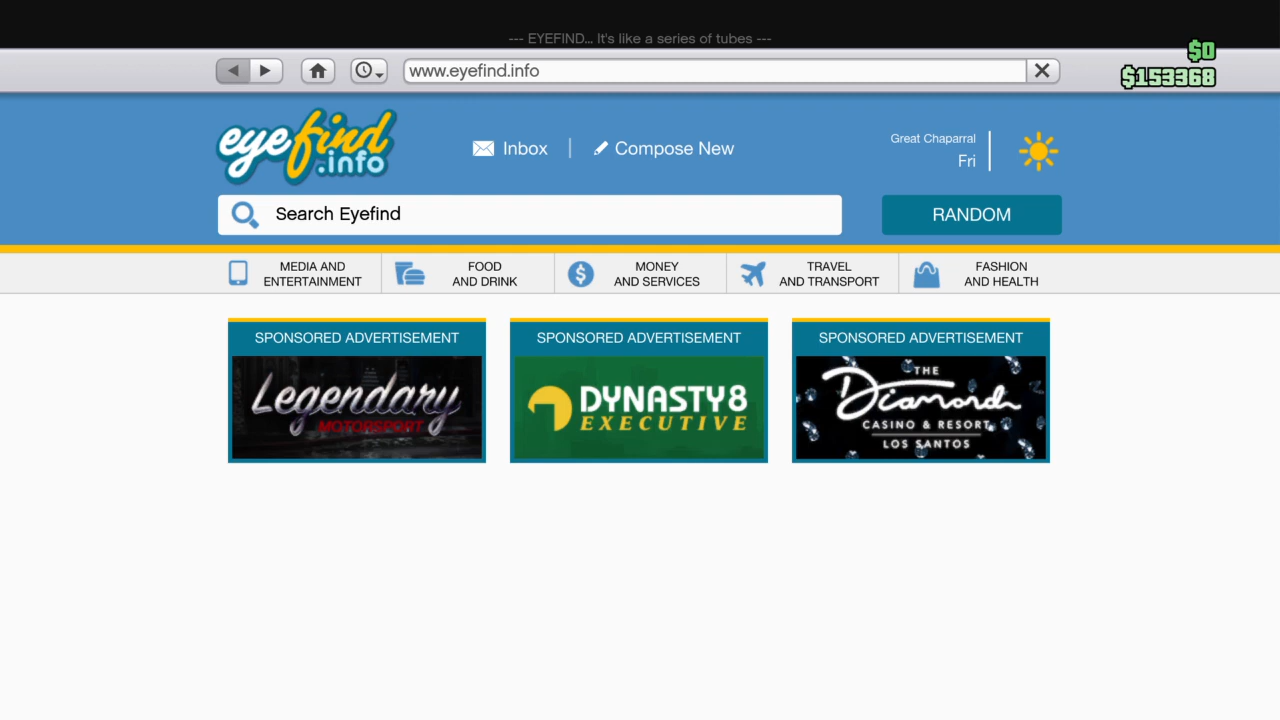 --- EYEFIND... It's like a series of tubes ---
$0
www.eyefind.info
$153368
eyefind
.info
Inbox
Compose New
Great Chaparral
Fri
Search Eyefind
RANDOM
MEDIA AND
ENTERTAINMENT
FOOD
AND DRINK
MONEY
AND SERVICES
TRAVEL
AND TRANSPORT
FASHION
AND HEALTH
SPONSORED ADVERTISEMENT
Legendary
MOTORSPORT
SPONSORED ADVERTISEMENT
DYNASTY8
EXECUTIVE
SPONSORED ADVERTISEMENT
THE
Diamond
CASINO & RESORT
LOS SANTOS